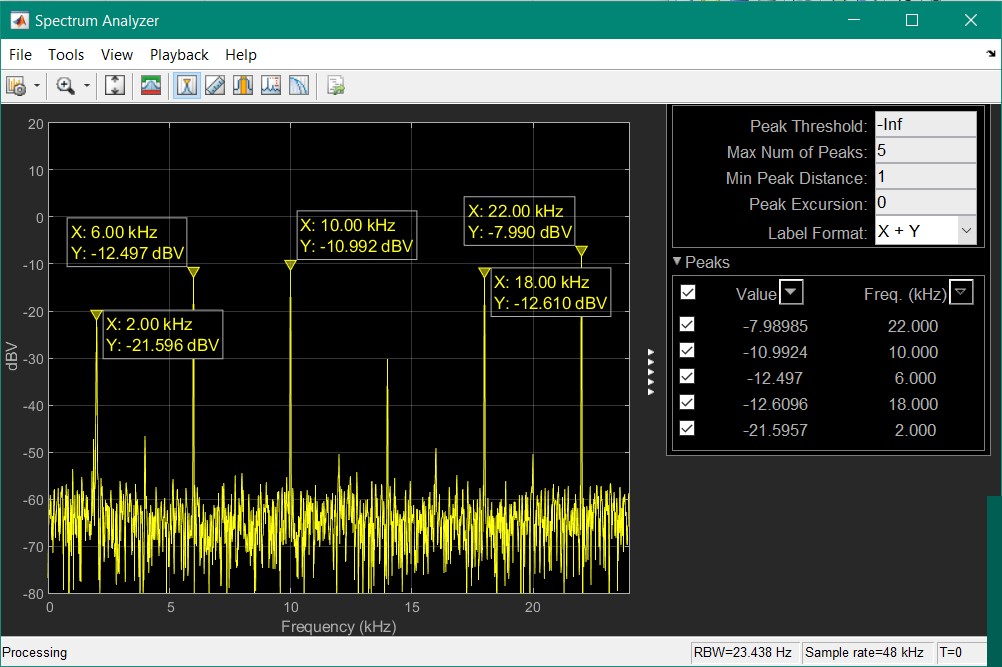 Spectrum Analyzer
File Tools View Playback Help
20
10
0
-10
-20
-30
-40
-50
-60
-70
-80
dBV
0 5 10 15 20
Frequency (kHz)
X: 6.00 kHz
Y: -12.497 dBV
X: 2.00 kHz
Y: -21.596 dBV
X: 10.00 kHz
Y: -10.992 dBV
X: 22.00 kHz
Y: -7.990 dBV
X: 18.00 kHz
Y: -12.610 dBV
Peak Threshold: -Inf
Max Num of Peaks: 5
Min Peak Distance: 1
Peak Excursion: 0
Label Format: X + Y
Peaks
Value Freq. (kHz)
-7.98985 22.000
-10.9924 10.000
-12.497 6.000
-12.6096 18.000
-21.5957 2.000
Processing RBW=23.438 Hz Sample rate=48 kHz T=0